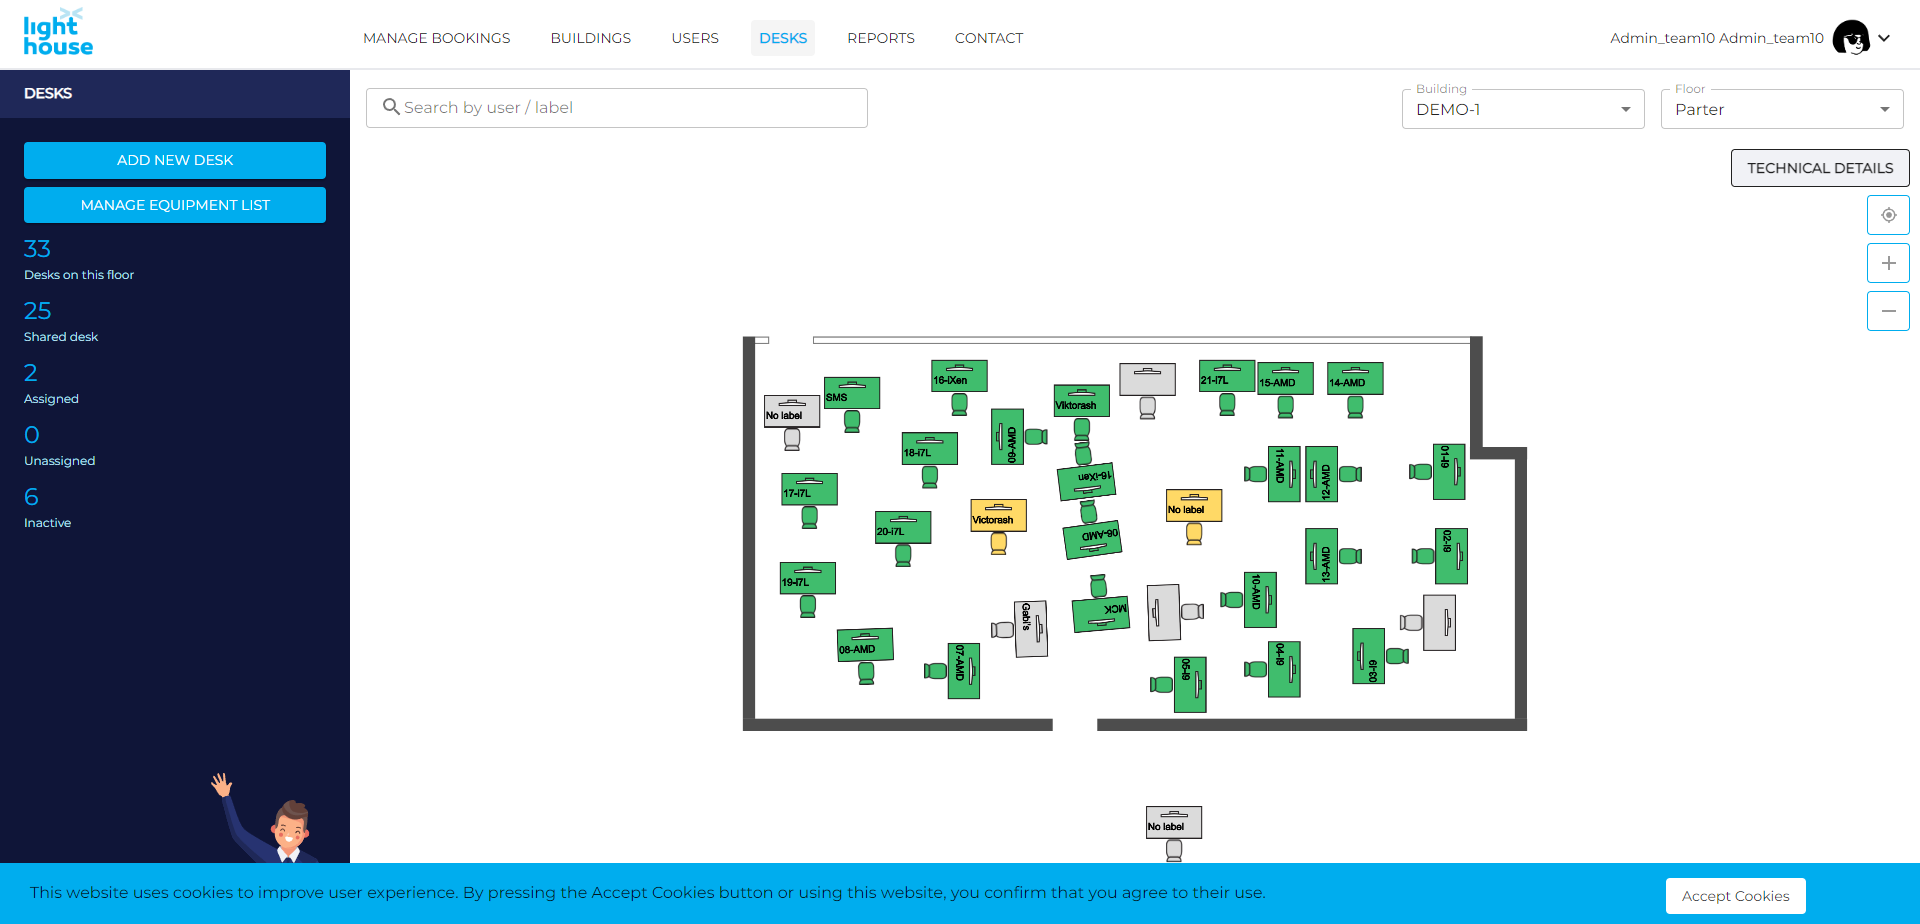 light
house
MANAGE BOOKINGS
BUILDINGS
USERS
DESKS
REPORTS
CONTACT
Admin_team10 Admin_team10
DESKS
ADD NEW DESK
MANAGE EQUIPMENT LIST
33
Desks on this floor
25
Shared desk
2
Assigned
0
Unassigned
6
Inactive
Search by user / label
Building
DEMO-1
Floor
Parter
TECHNICAL DETAILS
No label
SMS
16-iXen
Viktorash
21-i7L
15-AMD
14-AMD
09-AMD
18-i7L
17-i7L
20-i7L
Victorash
16-iXen
06-AMD
No label
11-AMD
12-AMD
01-I9
02-I9
13-AMD
19-i7L
10-AMD
MCK
Gabi's
08-AMD
07-AMD
05-I9
04-I9
03-I9
No label
This website uses cookies to improve user experience. By pressing the Accept Cookies button or using this website, you confirm that you agree to their use.
Accept Cookies